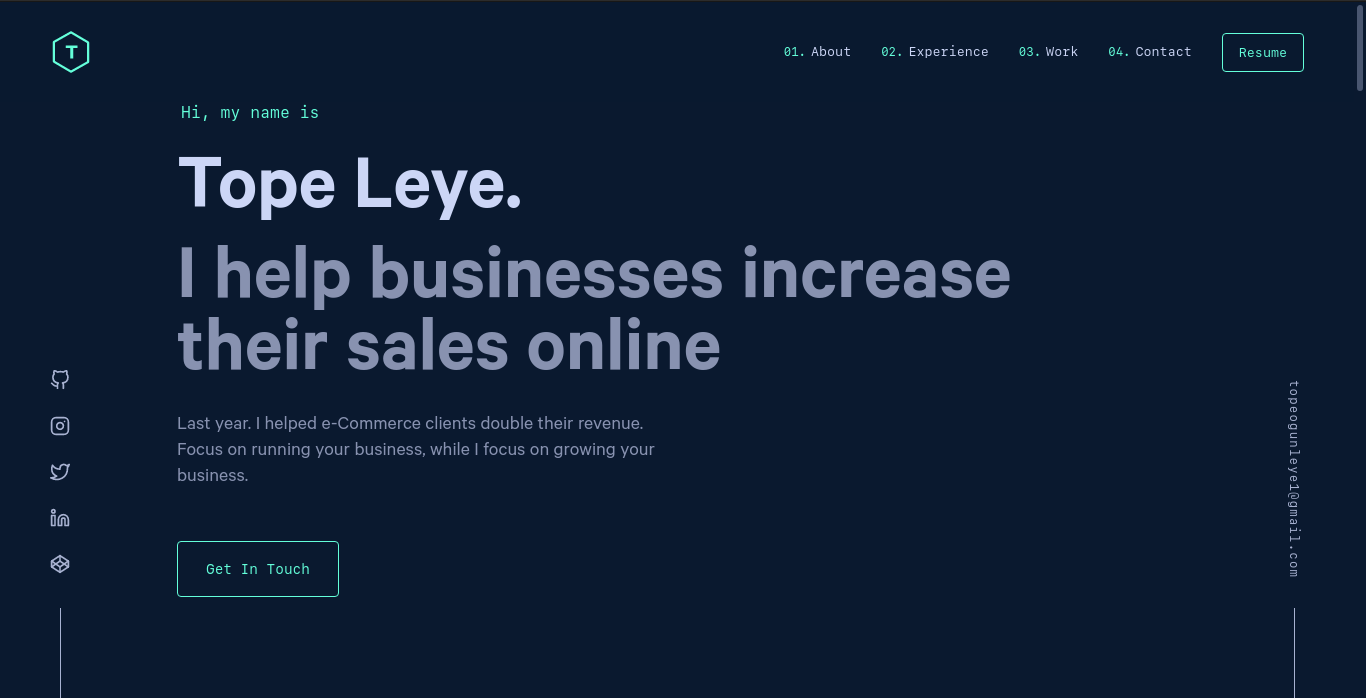 T
01. About 02. Experience 03. Work 04. Contact Resume
Hi, my name is
Tope Leye.
I help businesses increase
their sales online
Last year. I helped e-Commerce clients double their revenue.
Focus on running your business, while I focus on growing your
business.
Get In Touch
topeogunleye1@gmail.com